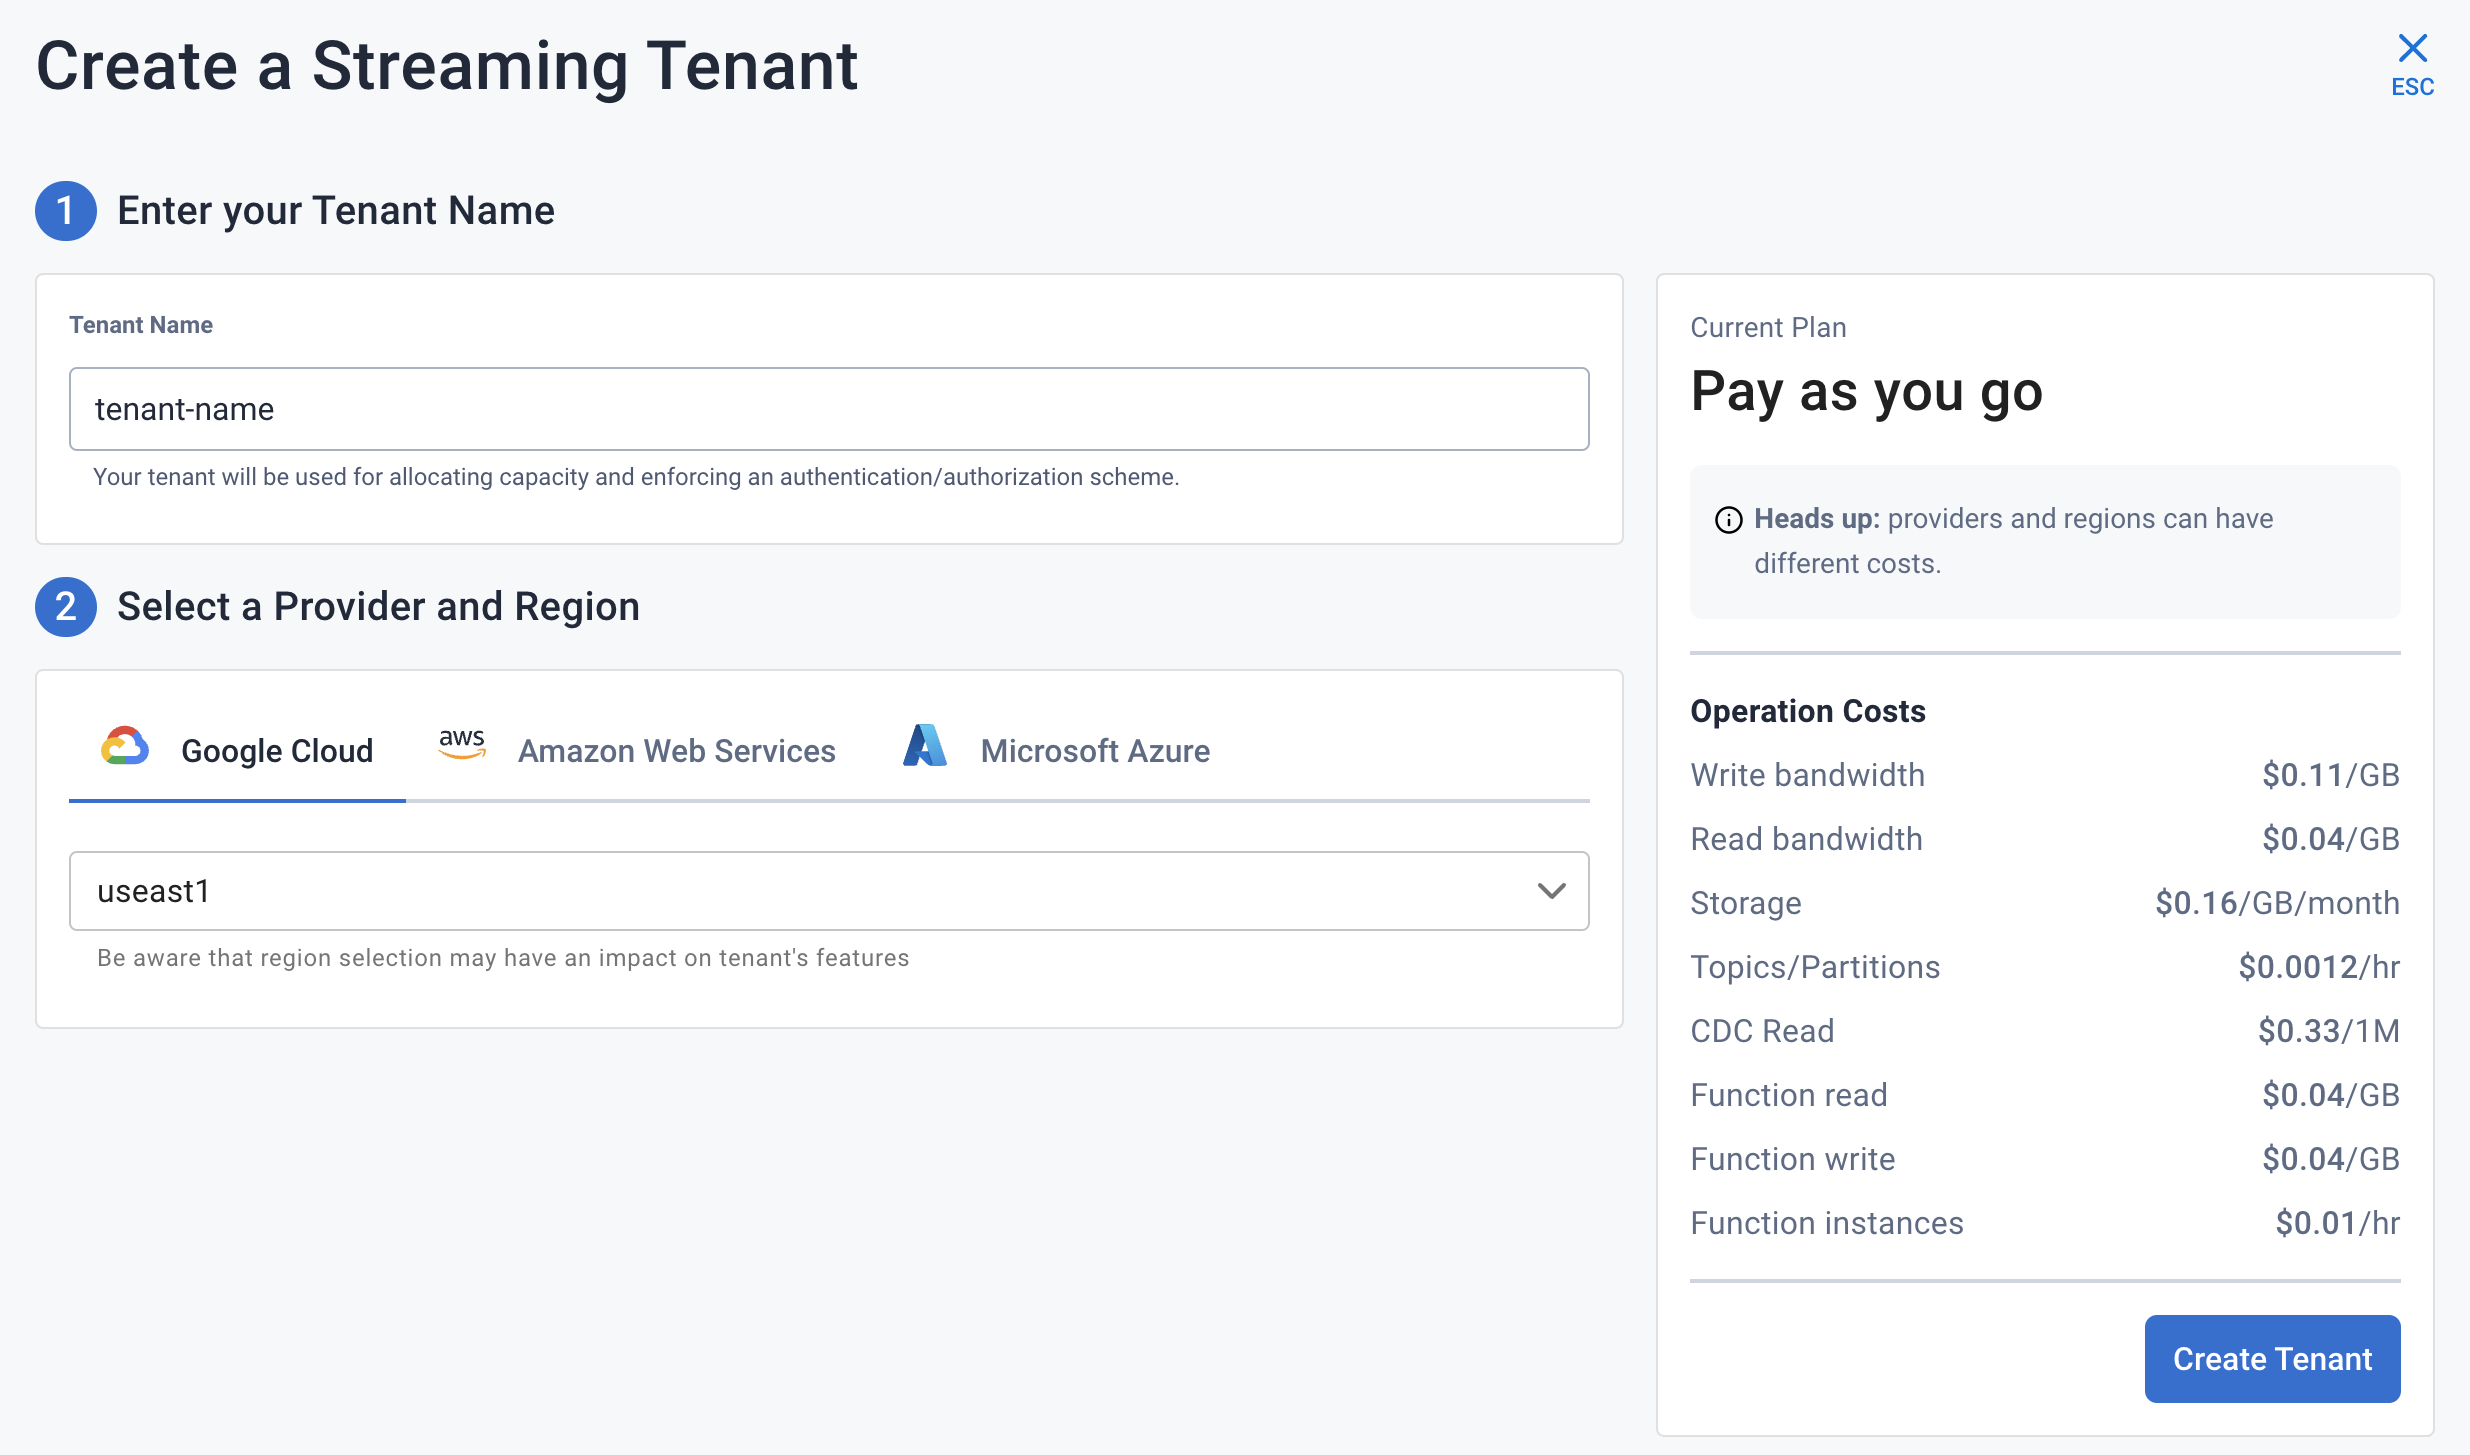 Create a Streaming Tenant
ESC
1 Enter your Tenant Name
Tenant Name
tenant-name
Your tenant will be used for allocating capacity and enforcing an authentication/authorization scheme.
2 Select a Provider and Region
Google Cloud
aws Amazon Web Services
Microsoft Azure
useast1
Be aware that region selection may have an impact on tenant's features
Current Plan
Pay as you go
Heads up: providers and regions can have
different costs.
Operation Costs
Write bandwidth $0.11/GB
Read bandwidth $0.04/GB
Storage $0.16/GB/month
Topics/Partitions $0.0012/hr
CDC Read $0.33/1M
Function read $0.04/GB
Function write $0.04/GB
Function instances $0.01/hr
Create Tenant